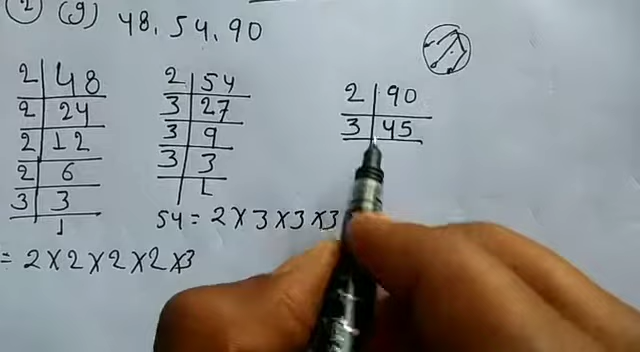 2 (g) 48, 54, 90
2 | 48
2 | 24
2 | 12
2 | 6
3 | 3
1
= 2 × 2 × 2 × 2 × 3
2 | 54
3 | 27
3 | 9
3 | 3
1
54 = 2 × 3 × 3 × 3
2 | 90
3 | 45